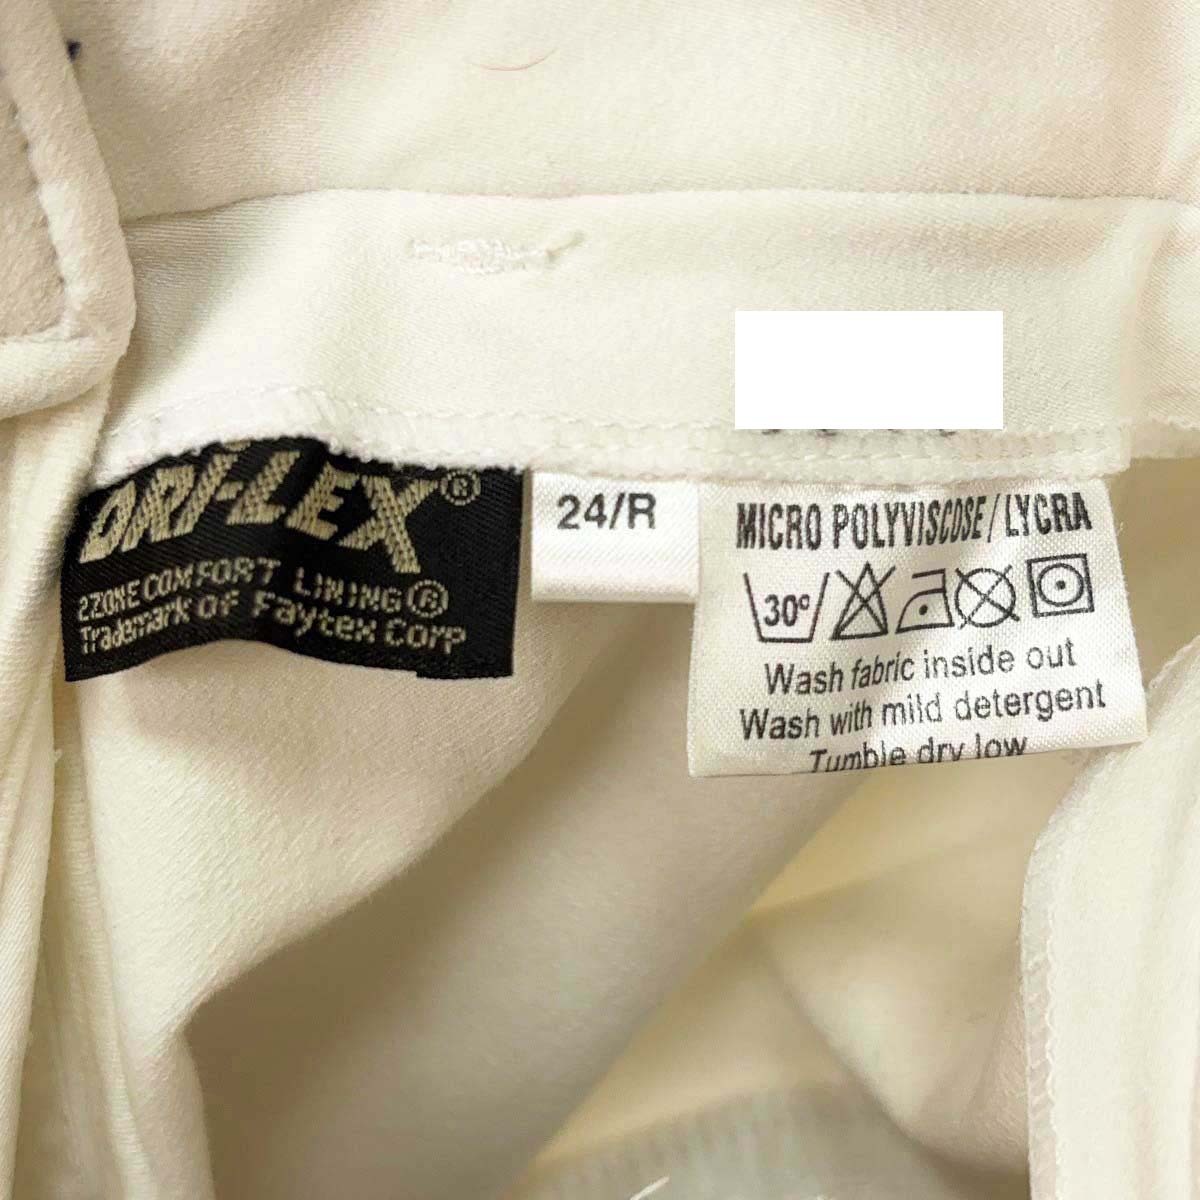 DRI-LEX®
2ZONE COMFORT LINING®
Trademark OF Faytex Corp
24/R
MICRO POLYVISCOSE/LYCRA
30°
Wash fabric inside out
Wash with mild detergent
Tumble dry low